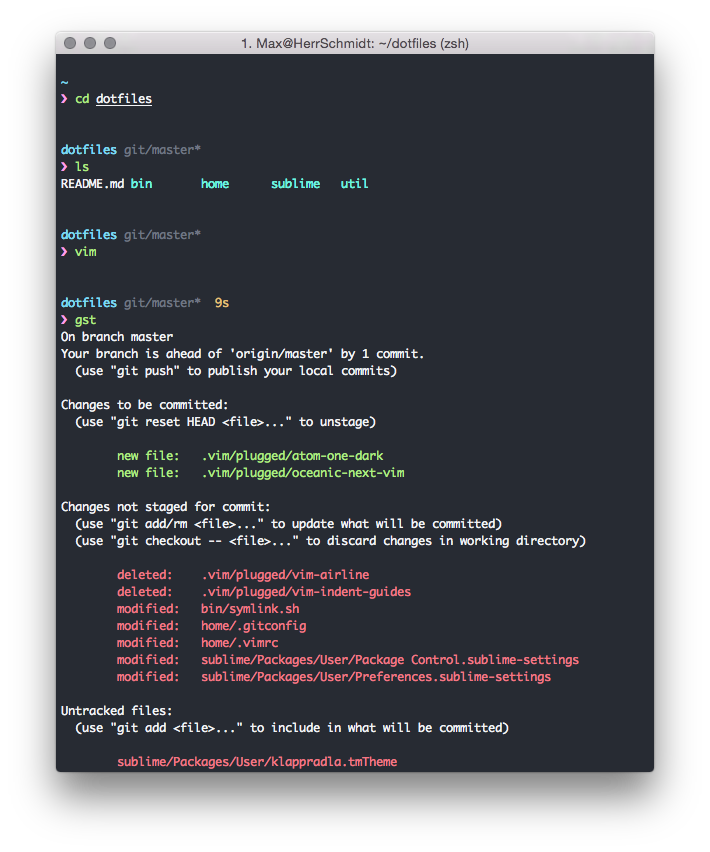 1. Max@HerrSchmidt: ~/dotfiles (zsh)
~
❯ cd dotfiles
dotfiles git/master*
❯ ls
README.md bin home sublime util
dotfiles git/master*
❯ vim
dotfiles git/master* 9s
❯ gst
On branch master
Your branch is ahead of 'origin/master' by 1 commit.
(use "git push" to publish your local commits)
Changes to be committed:
(use "git reset HEAD <file>..." to unstage)
new file: .vim/plugged/atom-one-dark
new file: .vim/plugged/oceanic-next-vim
Changes not staged for commit:
(use "git add/rm <file>..." to update what will be committed)
(use "git checkout -- <file>..." to discard changes in working directory)
deleted: .vim/plugged/vim-airline
deleted: .vim/plugged/vim-indent-guides
modified: bin/symlink.sh
modified: home/.gitconfig
modified: home/.vimrc
modified: sublime/Packages/User/Package Control.sublime-settings
modified: sublime/Packages/User/Preferences.sublime-settings
Untracked files:
(use "git add <file>..." to include in what will be committed)
sublime/Packages/User/klappradla.tmTheme